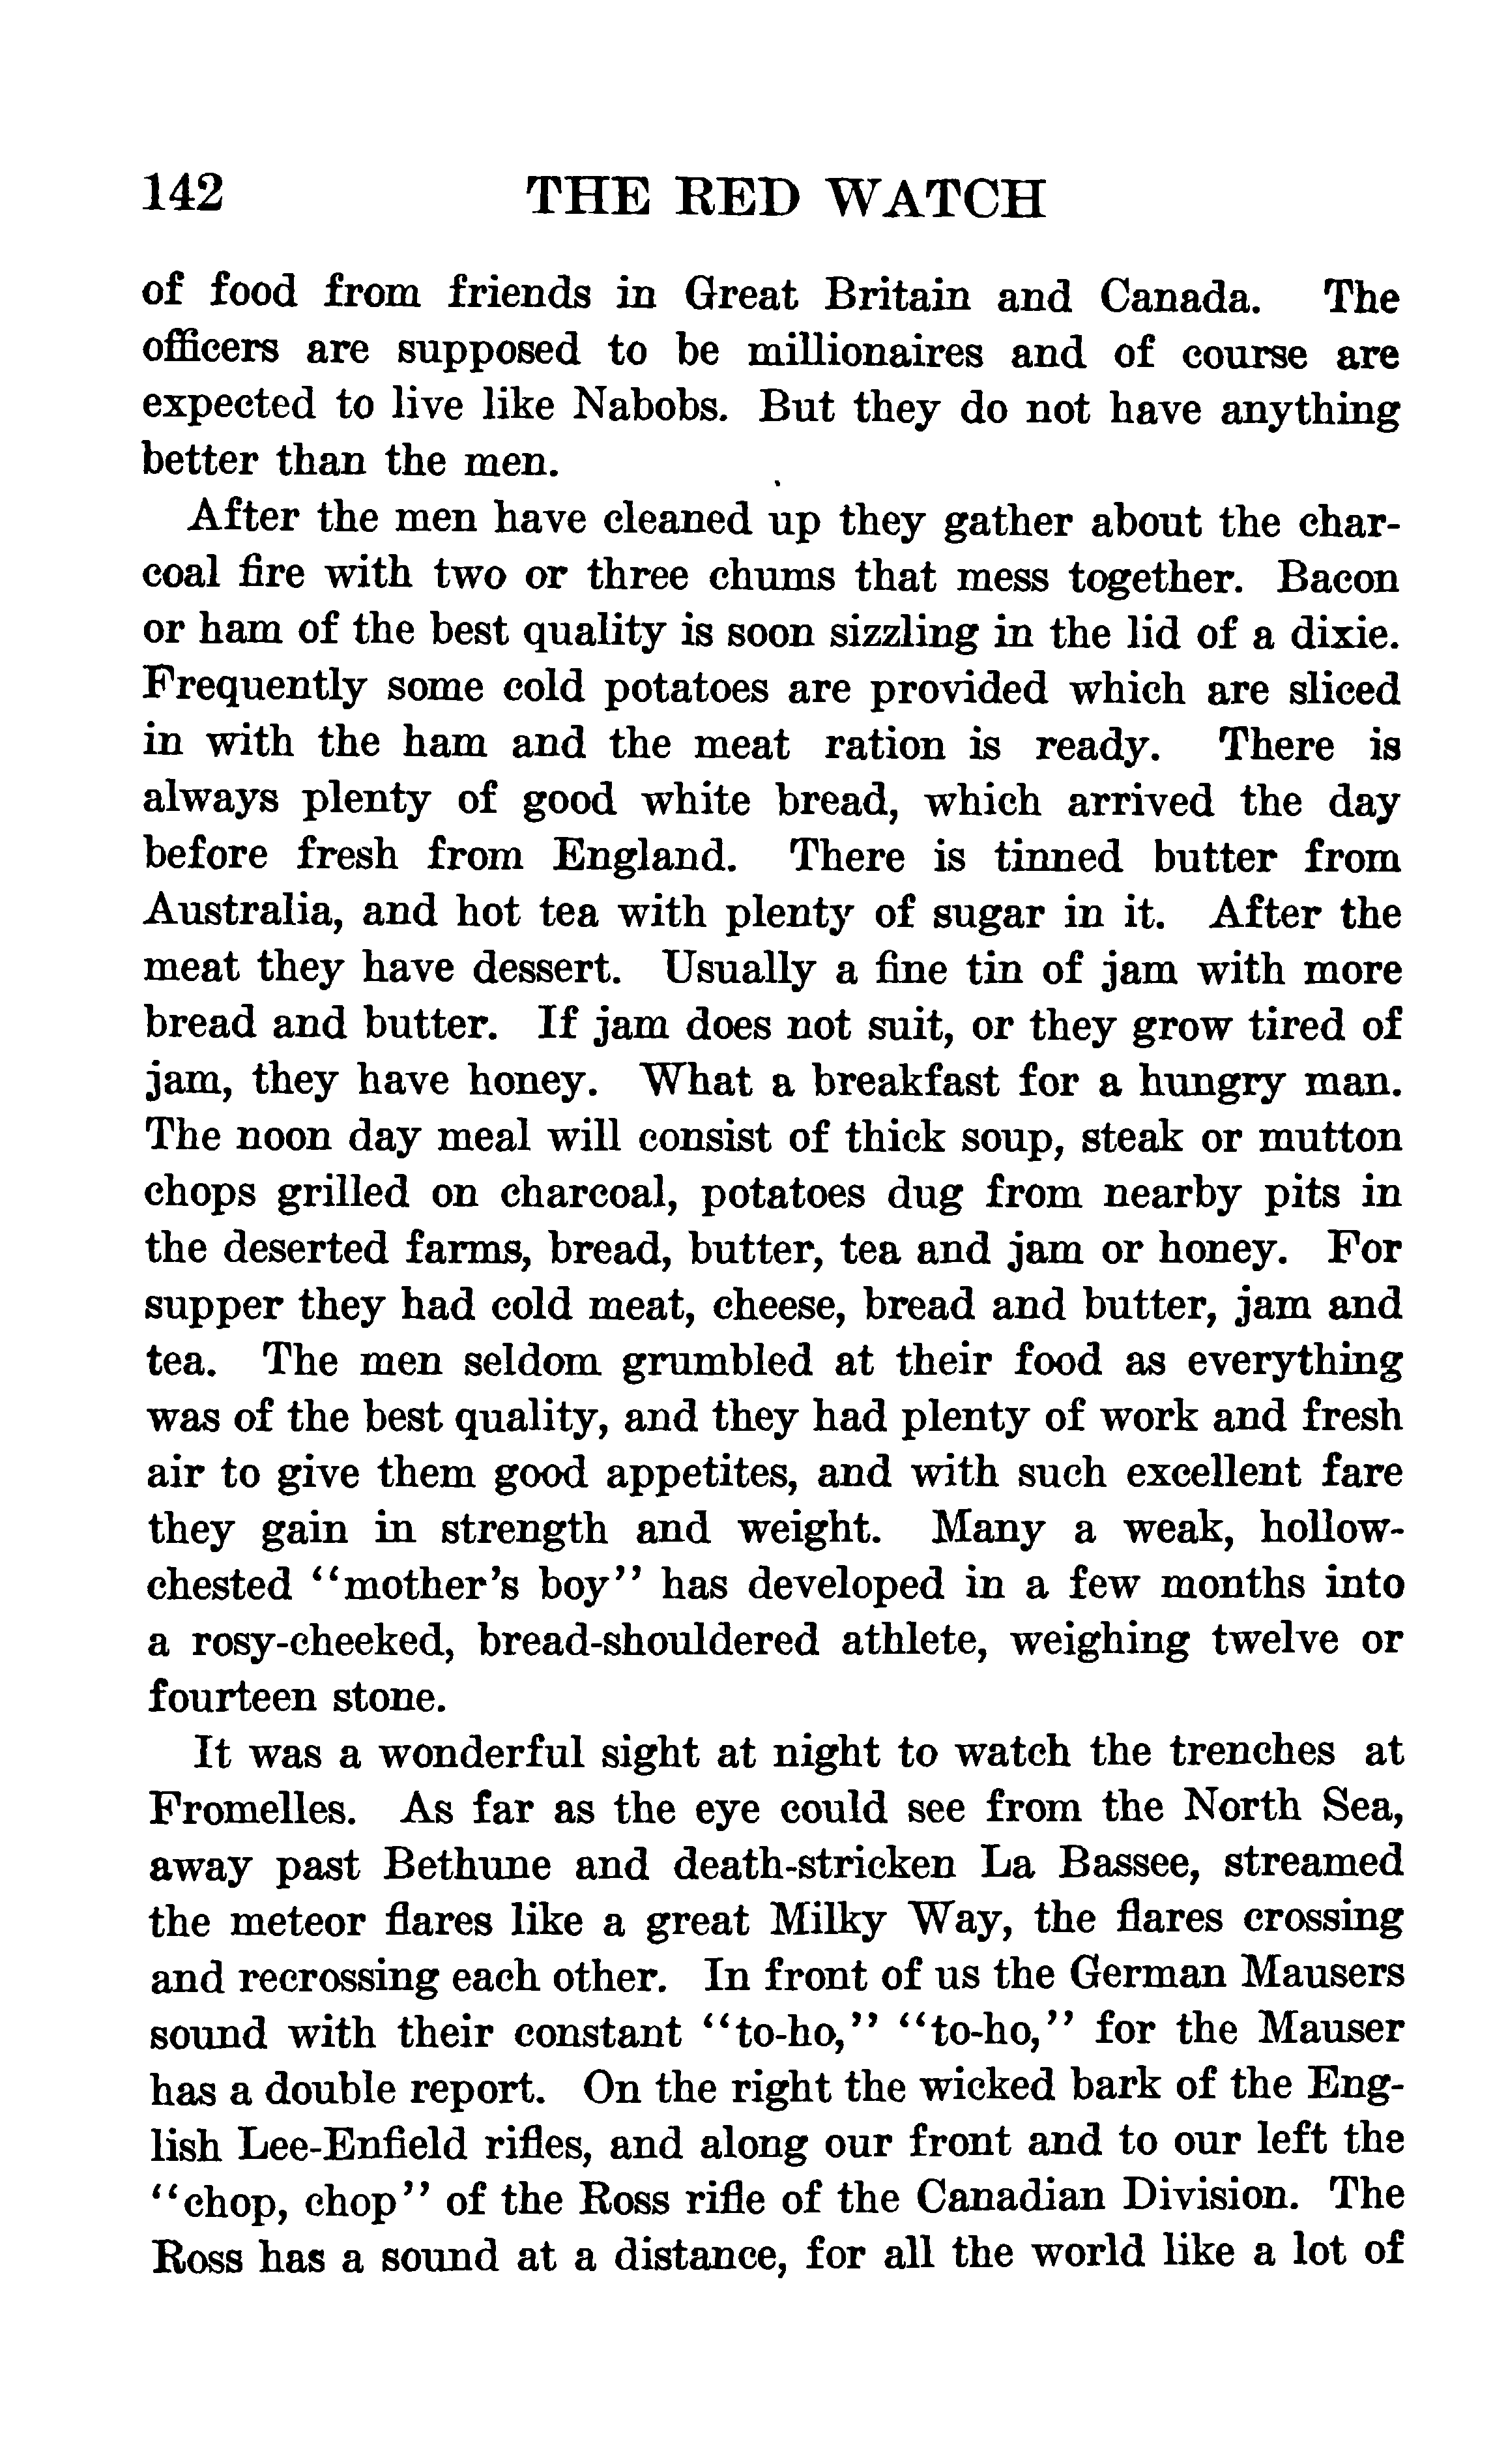 142 THE RED WATCH
of food from friends in Great Britain and Canada. The
officers are supposed to be millionaires and of course are
expected to live like Nabobs. But they do not have anything
better than the men.
After the men have cleaned up they gather about the char-
coal fire with two or three chums that mess together. Bacon
or ham of the best quality is soon sizzling in the lid of a dixie.
Frequently some cold potatoes are provided which are sliced
in with the ham and the meat ration is ready. There is
always plenty of good white bread, which arrived the day
before fresh from England. There is tinned butter from
Australia, and hot tea with plenty of sugar in it. After the
meat they have dessert. Usually a fine tin of jam with more
bread and butter. If jam does not suit, or they grow tired of
jam, they have honey. What a breakfast for a hungry man.
The noon day meal will consist of thick soup, steak or mutton
chops grilled on charcoal, potatoes dug from nearby pits in
the deserted farms, bread, butter, tea and jam or honey. For
supper they had cold meat, cheese, bread and butter, jam and
tea. The men seldom grumbled at their food as everything
was of the best quality, and they had plenty of work and fresh
air to give them good appetites, and with such excellent fare
they gain in strength and weight. Many a weak, hollow-
chested "mother's boy" has developed in a few months into
a rosy-cheeked, bread-shouldered athlete, weighing twelve or
fourteen stone.
It was a wonderful sight at night to watch the trenches at
Fromelles. As far as the eye could see from the North Sea,
away past Bethune and death-stricken La Bassee, streamed
the meteor flares like a great Milky Way, the flares crossing
and recrossing each other. In front of us the German Mausers
sound with their constant "to-ho," "to-ho," for the Mauser
has a double report. On the right the wicked bark of the Eng-
lish Lee-Enfield rifles, and along our front and to our left the
"chop, chop" of the Ross rifle of the Canadian Division. The
Ross has a sound at a distance, for all the world like a lot of